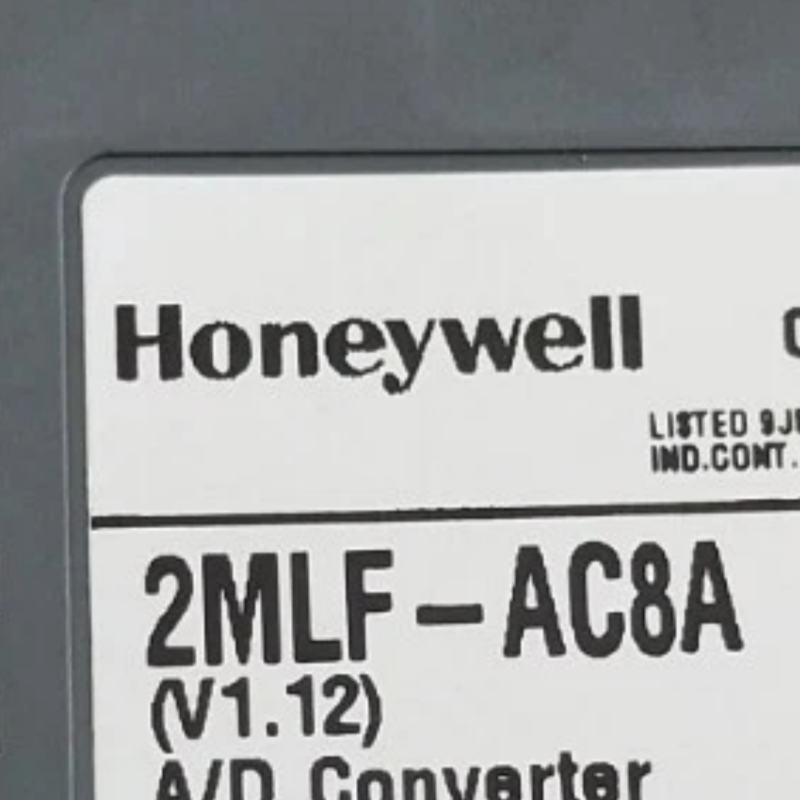 Honeywell
LISTED
IND.CONT.
2MLF-AC8A
(V1.12)
A/D Converter